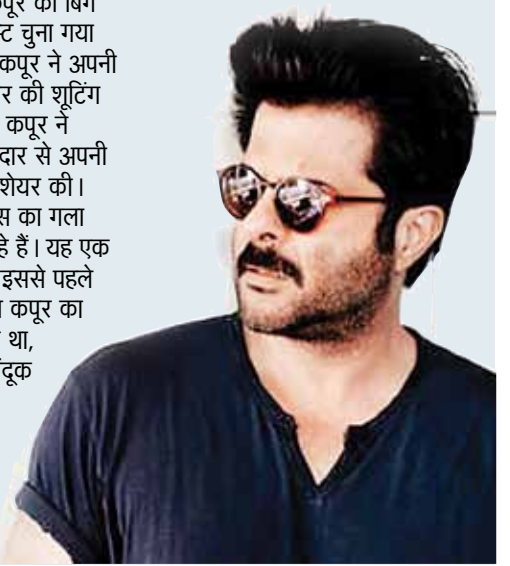 कपूर को बिग
स्ट चुना गया
कपूर ने अपनी
र की शूटिंग
कपूर ने
दार से अपनी
शेयर की।
स का गला
हे हैं। यह एक
इससे पहले
कपूर का
था,
दूक